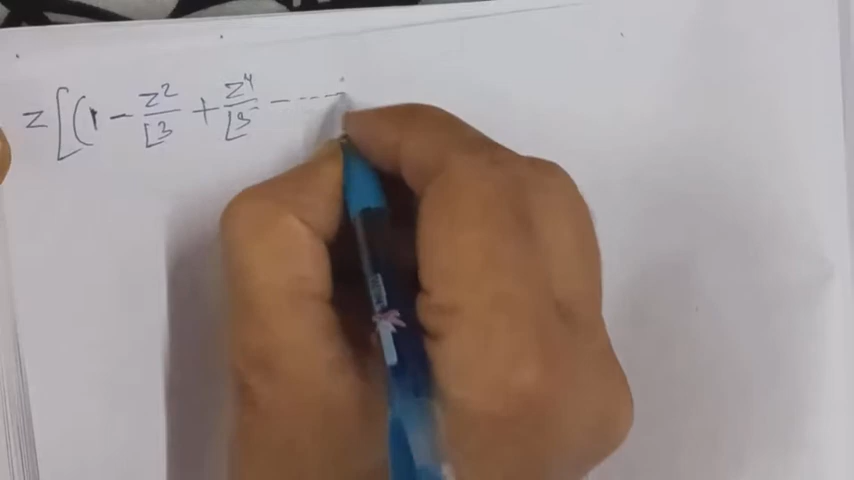 z[(1 - z²/⌊3 + z⁴/⌊5 - ----